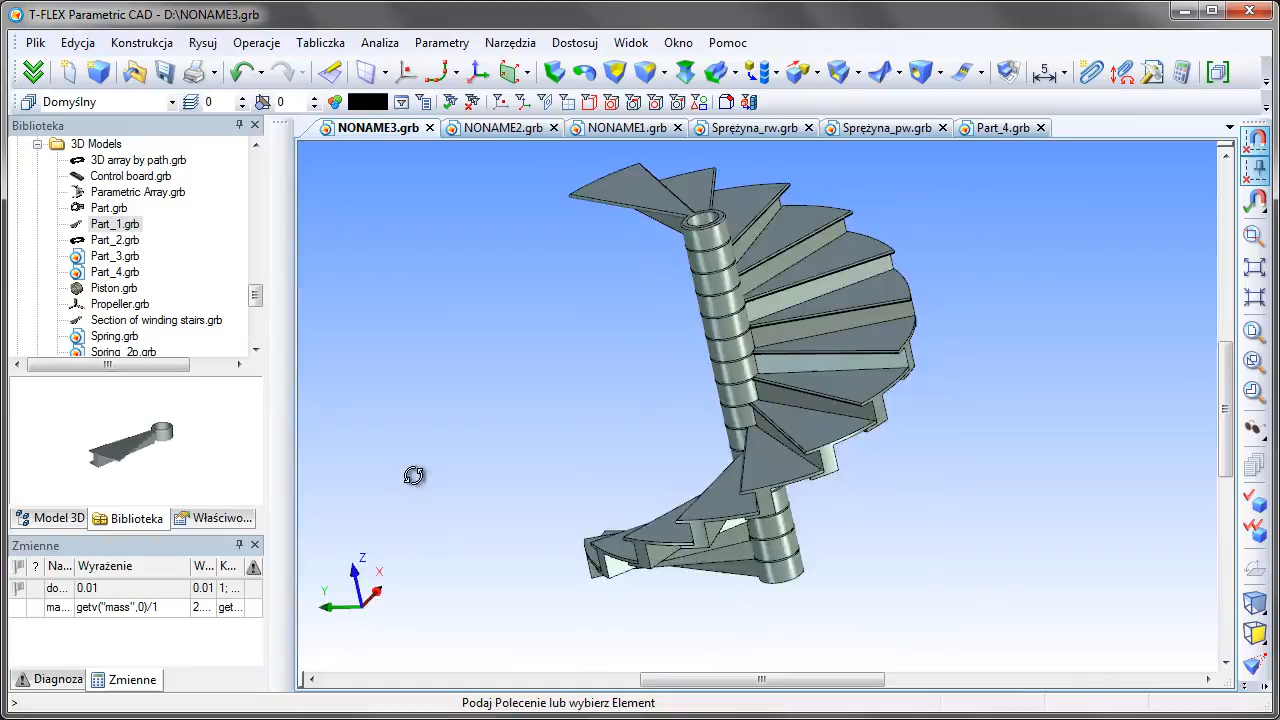 T-FLEX Parametric CAD - D:\NONAME3.grb
Plik Edycja Konstrukcja Rysuj Operacje Tabliczka Analiza Parametry Narzędzia Dostosuj Widok Okno Pomoc
5
Domyślny 0 0
Biblioteka
NONAME3.grb NONAME2.grb NONAME1.grb Sprężyna_rw.grb Sprężyna_pw.grb Part_4.grb
3D Models
3D array by path.grb
Control board.grb
Parametric Array.grb
Part.grb
Part_1.grb
Part_2.grb
Part_3.grb
Part_4.grb
Piston.grb
Propeller.grb
Section of winding stairs.grb
Spring.grb
Spring_2p.grb
Model 3D Biblioteka Właściwo...
Zmienne
? Na... Wyrażenie W... K...
do... 0.01 0.01 1;
ma... getv("mass",0)/1 2.... get...
Z
X
Y
Diagnoza Zmienne
> Podaj Polecenie lub wybierz Element